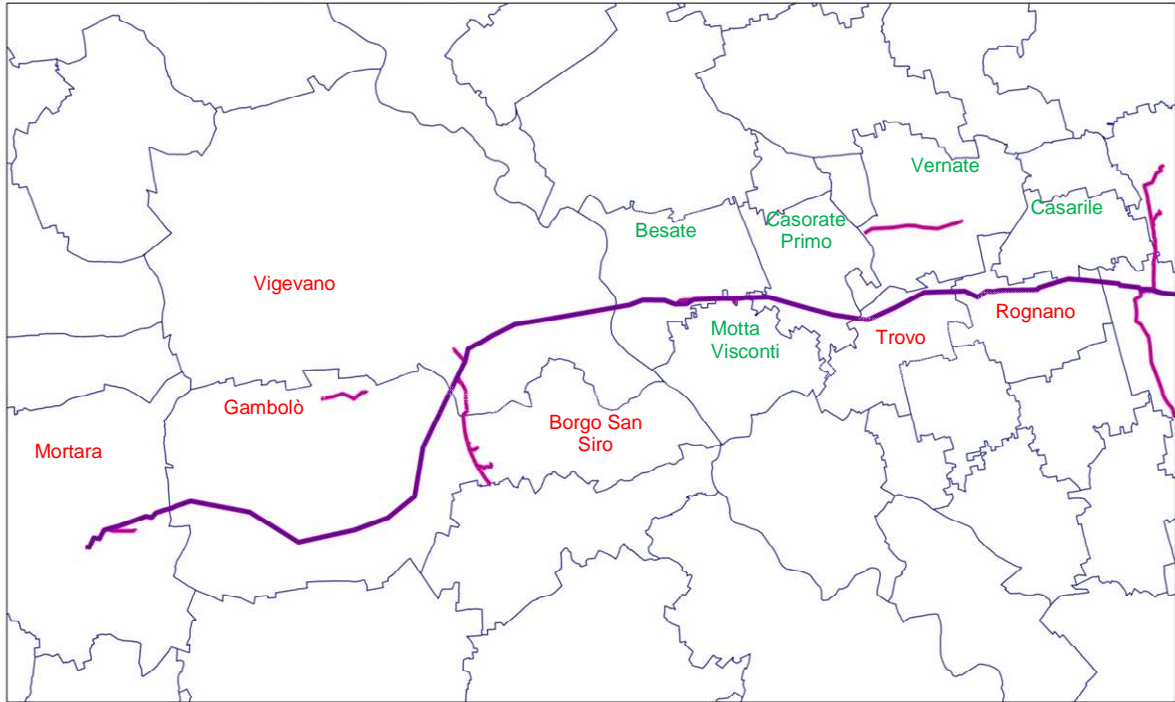 Vernate
Casarile
Casorate
Primo
Besate
Vigevano
Rognano
Motta
Visconti
Trovo
Gambolò
Borgo San
Siro
Mortara